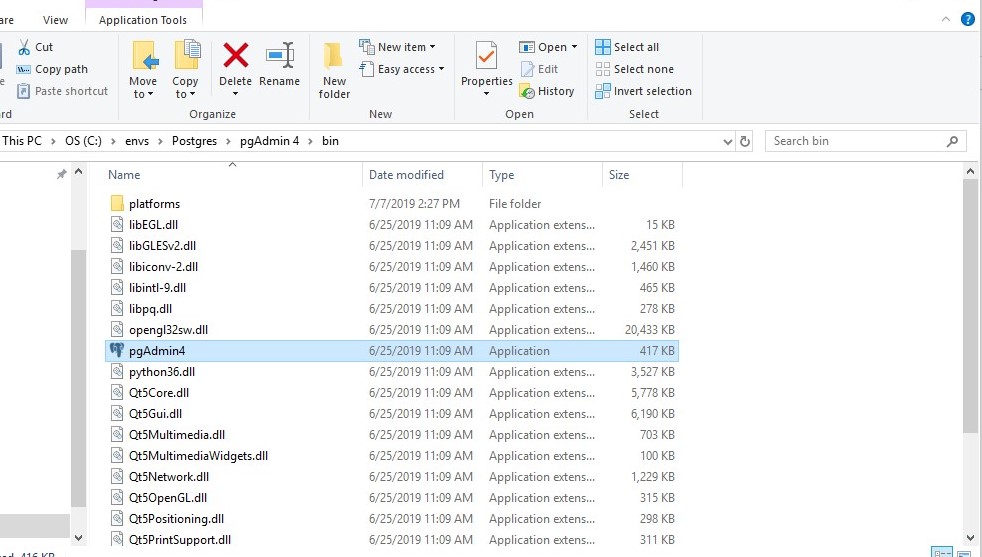 are View Application Tools
Cut
Copy path
Paste shortcut
Move to
Copy to
Delete
Rename
Organize
New folder
New item
Easy access
New
Properties
Open
Edit
History
Open
Select all
Select none
Invert selection
Select
This PC > OS (C:) > envs > Postgres > pgAdmin 4 > bin
Search bin
Name Date modified Type Size
platforms 7/7/2019 2:27 PM File folder
libEGL.dll 6/25/2019 11:09 AM Application extens... 15 KB
libGLESv2.dll 6/25/2019 11:09 AM Application extens... 2,451 KB
libiconv-2.dll 6/25/2019 11:09 AM Application extens... 1,460 KB
libintl-9.dll 6/25/2019 11:09 AM Application extens... 465 KB
libpq.dll 6/25/2019 11:09 AM Application extens... 278 KB
opengl32sw.dll 6/25/2019 11:09 AM Application extens... 20,433 KB
pgAdmin4 6/25/2019 11:09 AM Application 417 KB
python36.dll 6/25/2019 11:09 AM Application extens... 3,527 KB
Qt5Core.dll 6/25/2019 11:09 AM Application extens... 5,778 KB
Qt5Gui.dll 6/25/2019 11:09 AM Application extens... 6,190 KB
Qt5Multimedia.dll 6/25/2019 11:09 AM Application extens... 703 KB
Qt5MultimediaWidgets.dll 6/25/2019 11:09 AM Application extens... 100 KB
Qt5Network.dll 6/25/2019 11:09 AM Application extens... 1,229 KB
Qt5OpenGL.dll 6/25/2019 11:09 AM Application extens... 315 KB
Qt5Positioning.dll 6/25/2019 11:09 AM Application extens... 298 KB
Qt5PrintSupport.dll 6/25/2019 11:09 AM Application extens... 311 KB
416 KB